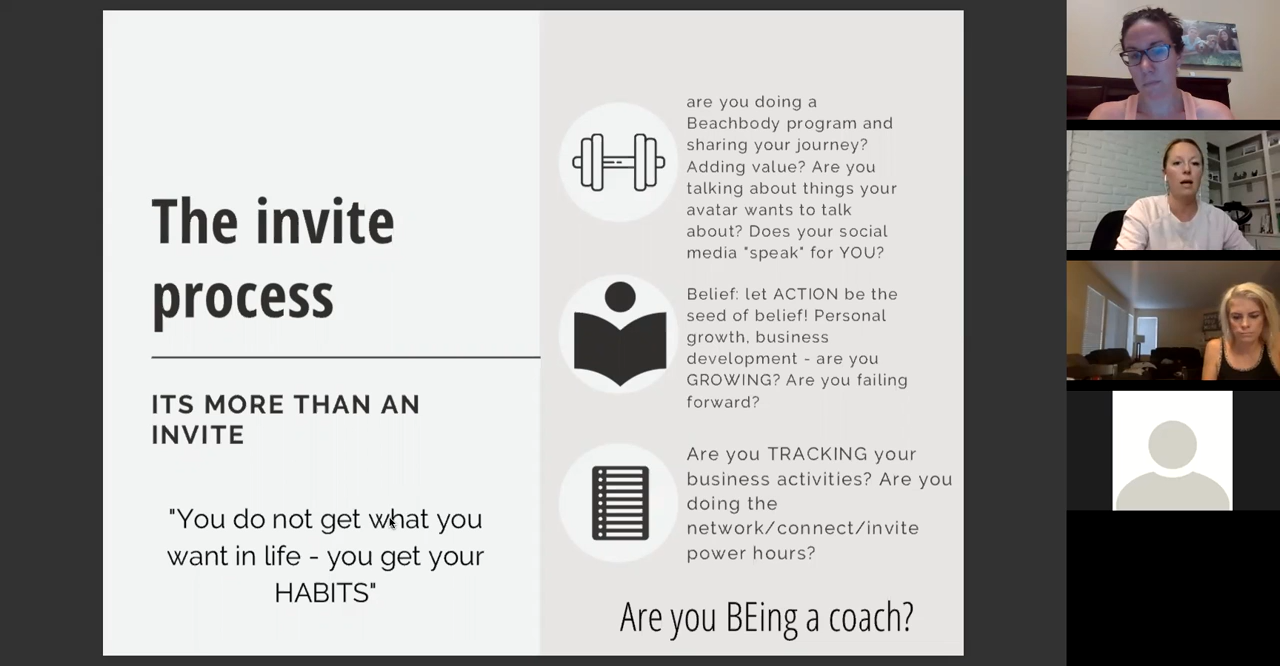 The invite
process
ITS MORE THAN AN
INVITE
"You do not get what you
want in life - you get your
HABITS"
are you doing a
Beachbody program and
sharing your journey?
Adding value? Are you
talking about things your
avatar wants to talk
about? Does your social
media "speak" for YOU?
Belief: let ACTION be the
seed of belief! Personal
growth, business
development - are you
GROWING? Are you failing
forward?
Are you TRACKING your
business activities? Are you
doing the
network/connect/invite
power hours?
Are you BEing a coach?